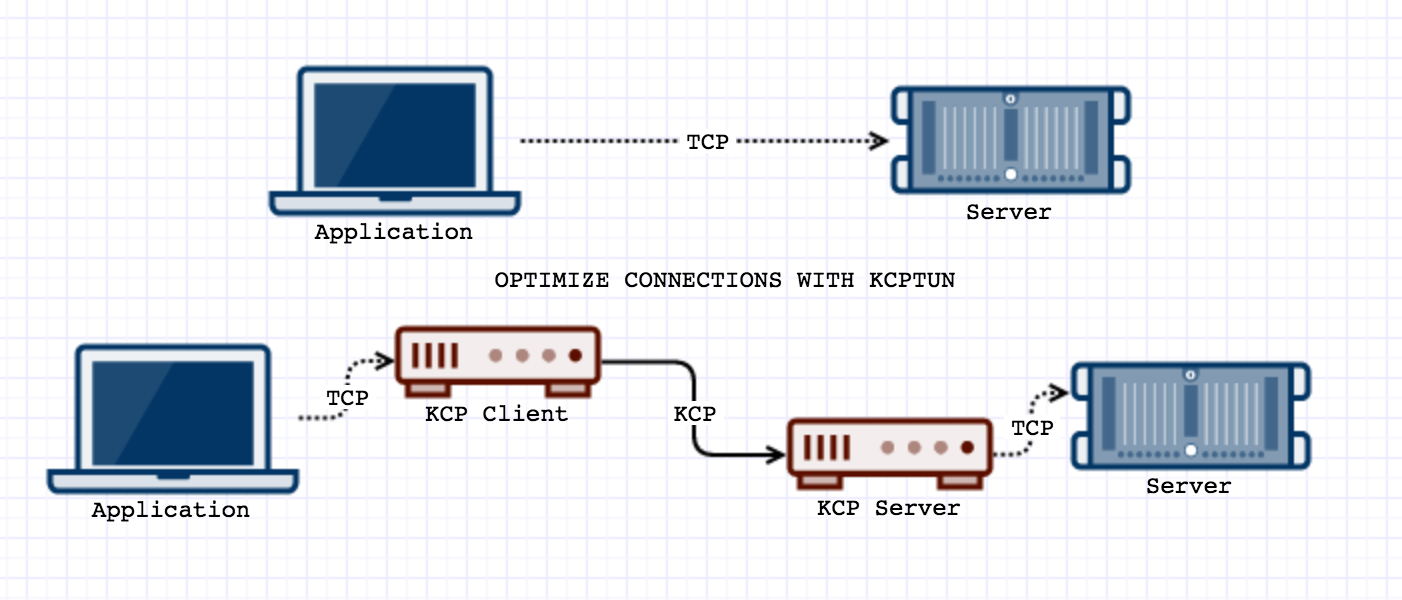 TCP
Application
Server
OPTIMIZE CONNECTIONS WITH KCPTUN
TCP
KCP Client
KCP
TCP
Application
KCP Server
Server